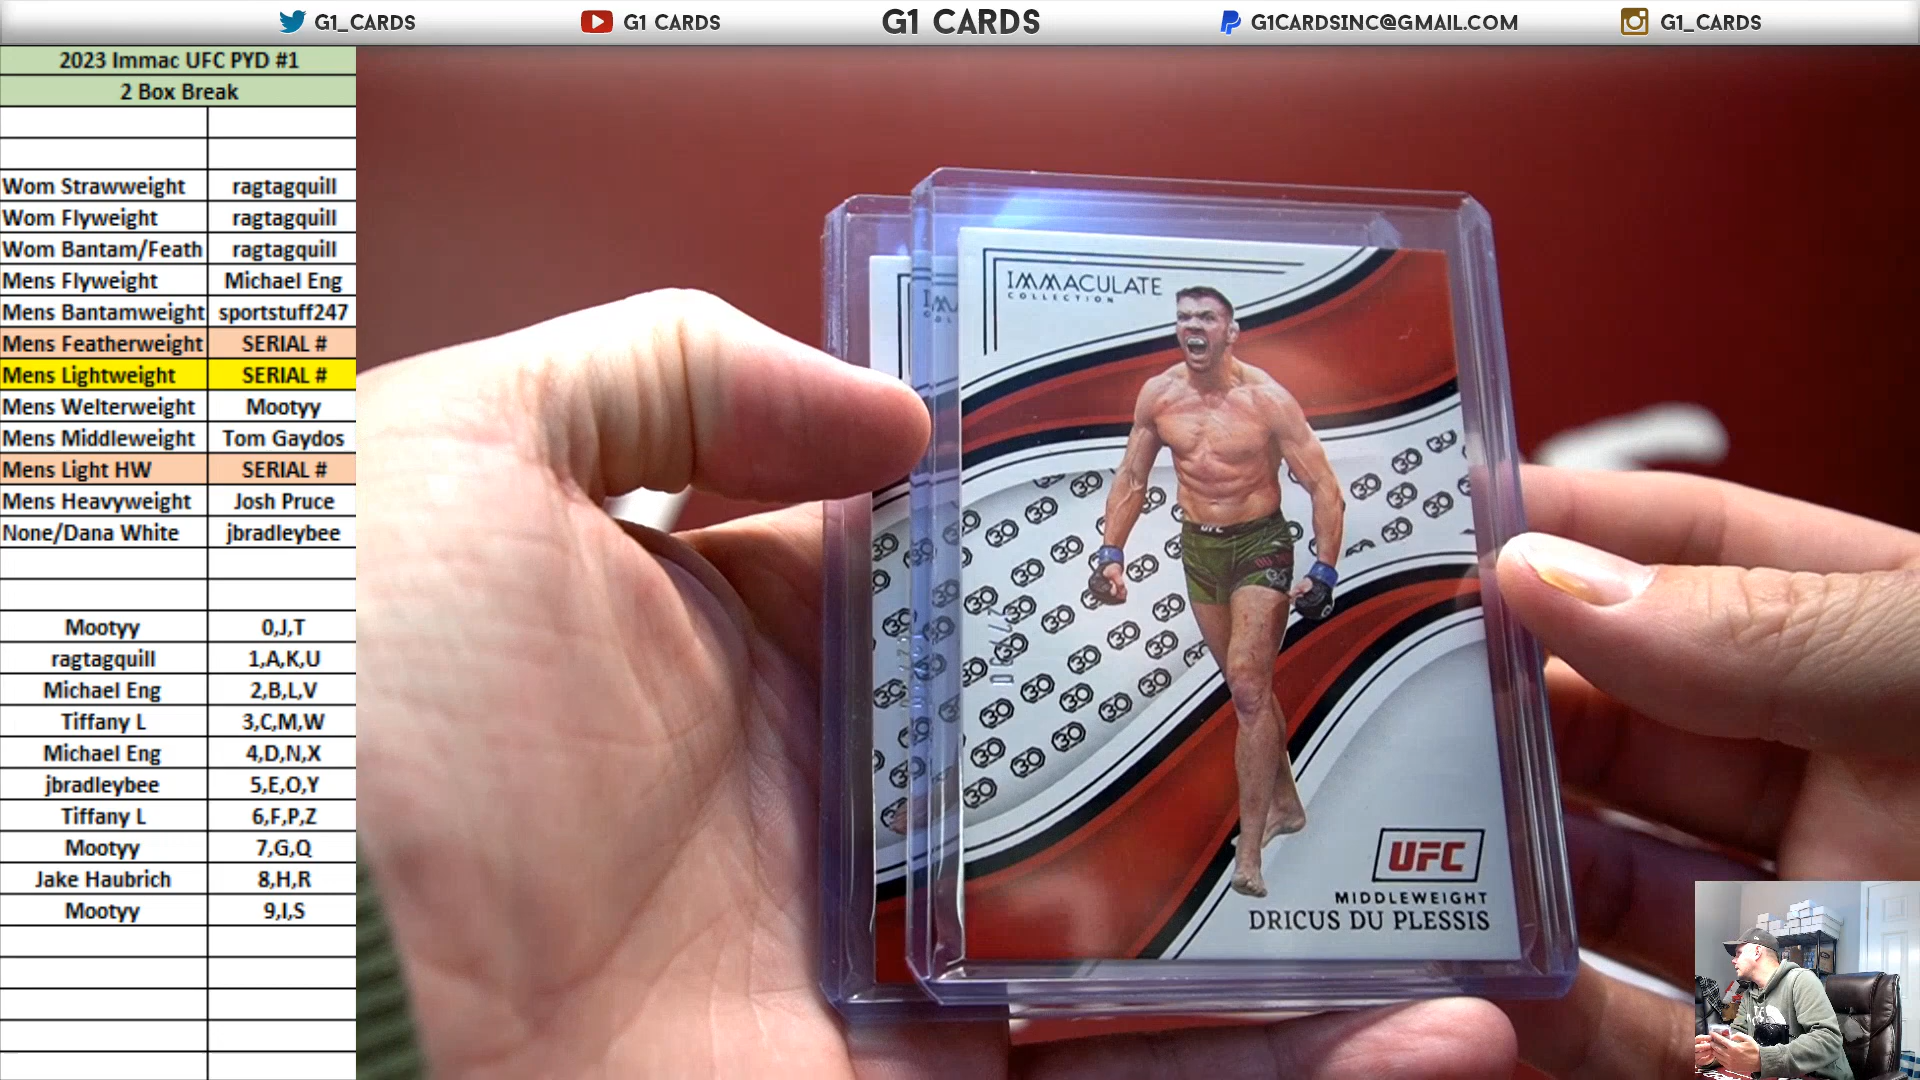 G1_CARDS G1 CARDS G1 CARDS G1CARDSINC@GMAIL.COM G1_CARDS
2023 Immac UFC PYD #1
2 Box Break
Wom Strawweight ragtagquill
Wom Flyweight ragtagquill
Wom Bantam/Feath ragtagquill
Mens Flyweight Michael Eng
Mens Bantamweight sportstuff247
Mens Featherweight SERIAL #
Mens Lightweight SERIAL #
Mens Welterweight Mootyy
Mens Middleweight Tom Gaydos
Mens Light HW SERIAL #
Mens Heavyweight Josh Pruce
None/Dana White jbradleybee
Mootyy 0,J,T
ragtagquill 1,A,K,U
Michael Eng 2,B,L,V
Tiffany L 3,C,M,W
Michael Eng 4,D,N,X
jbradleybee 5,E,O,Y
Tiffany L 6,F,P,Z
Mootyy 7,G,Q
Jake Haubrich 8,H,R
Mootyy 9,I,S
IMMACULATE
COLLECTION
UFC
MIDDLEWEIGHT
DRICUS DU PLESSIS